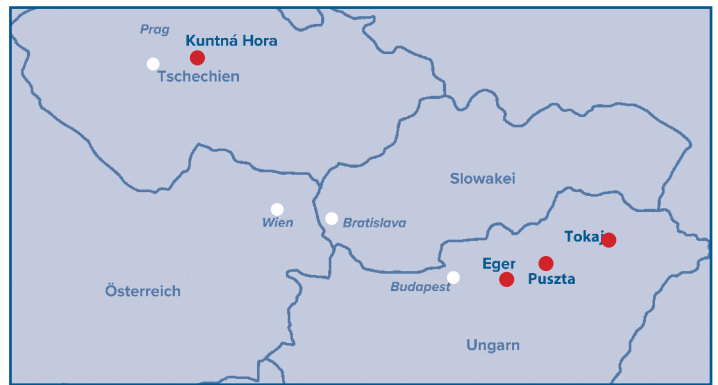 Prag
Kuntná Hora
Tschechien
Slowakei
Wien
Bratislava
Tokaj
Eger
Puszta
Budapest
Österreich
Ungarn